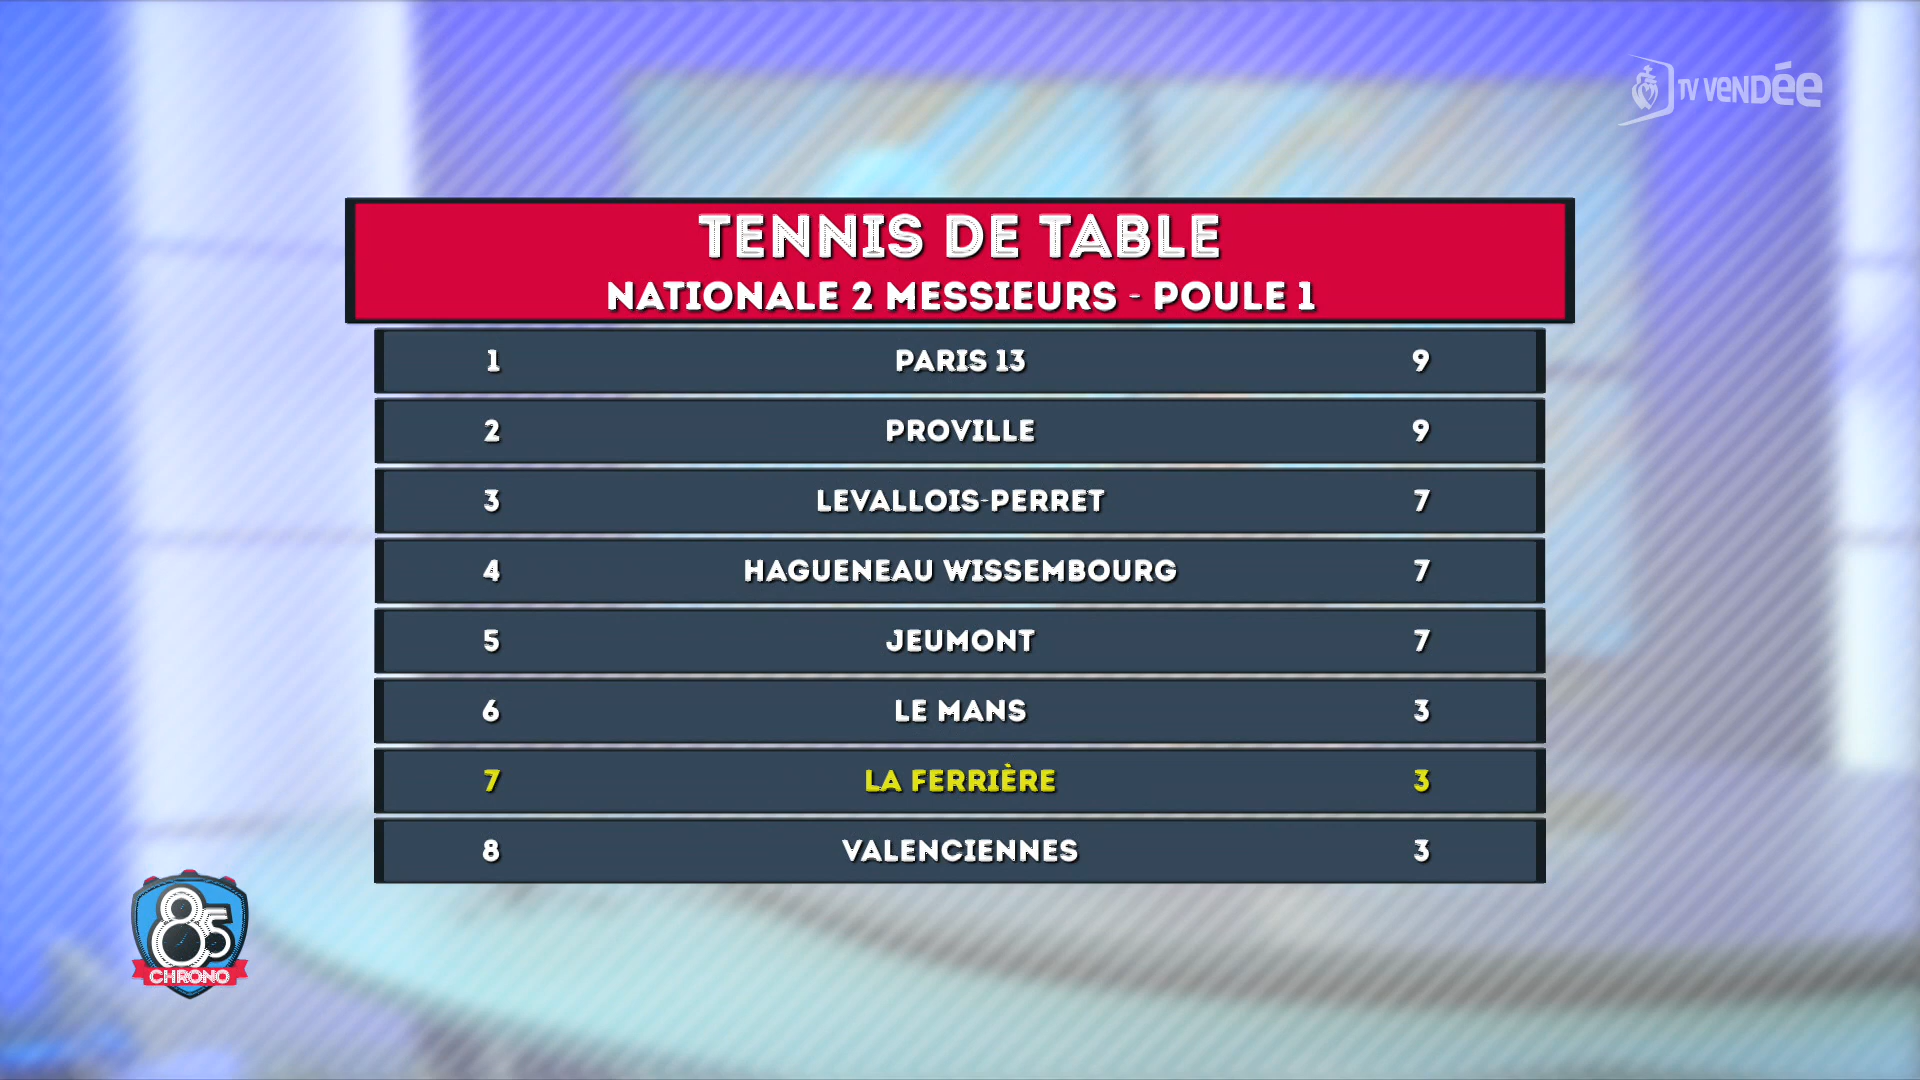 TV VENDÉE
TENNIS DE TABLE
NATIONALE 2 MESSIEURS - POULE 1
1 PARIS 13 9
2 PROVILLE 9
3 LEVALLOIS-PERRET 7
4 HAGUENEAU WISSEMBOURG 7
5 JEUMONT 7
6 LE MANS 3
7 LA FERRIÈRE 3
8 VALENCIENNES 3
85
CHRONO